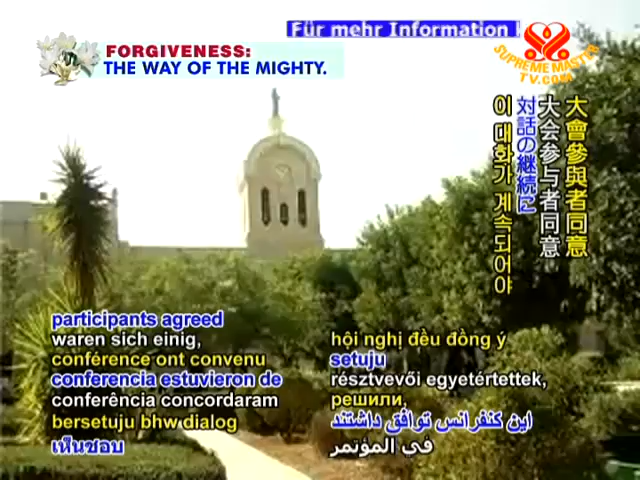 Für mehr Information
FORGIVENESS:
THE WAY OF THE MIGHTY.
SUPREME MASTER
TV.COM
大會參與者同意
大会参与者同意
対話の継続に
이 대화가 계속되어야
participants agreed
waren sich einig,
conférence ont convenu
conferencia estuvieron de
conferência concordaram
bersetuju bhw dialog
เห็นชอบ
hội nghị đều đồng ý
setuju
résztvevői egyetértettek,
решили,
این کنفرانس توافق داشتند
في المؤتمر